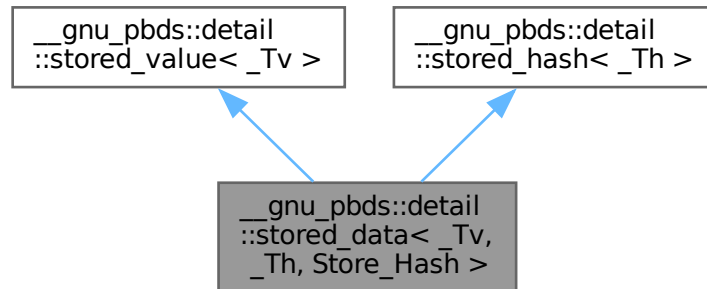 __gnu_pbds::detail
::stored_value< _Tv >
__gnu_pbds::detail
::stored_hash< _Th >
__gnu_pbds::detail
::stored_data< _Tv,
_Th, Store_Hash >